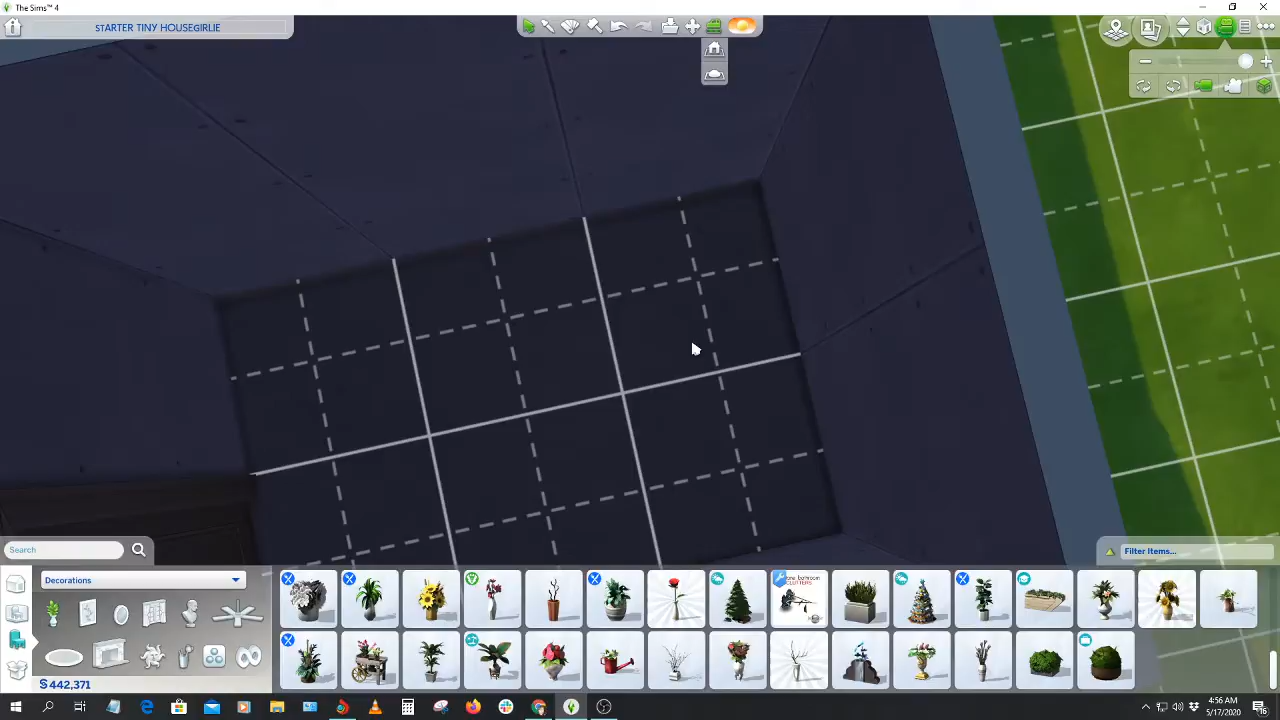 The Sims™ 4
STARTER TINY HOUSEGIRLIE
Search
Filter Items...
Decorations
§442,371
4:56 AM
5/17/2020